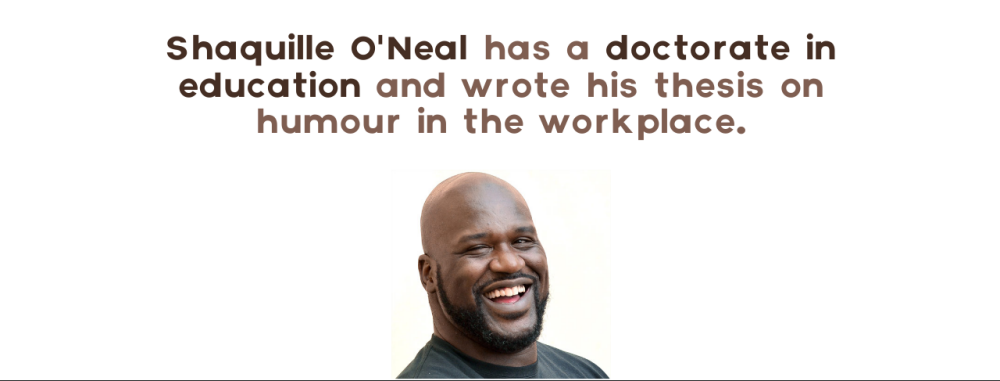 Shaquille O'Neal has a doctorate in
education and wrote his thesis on
humour in the workplace.